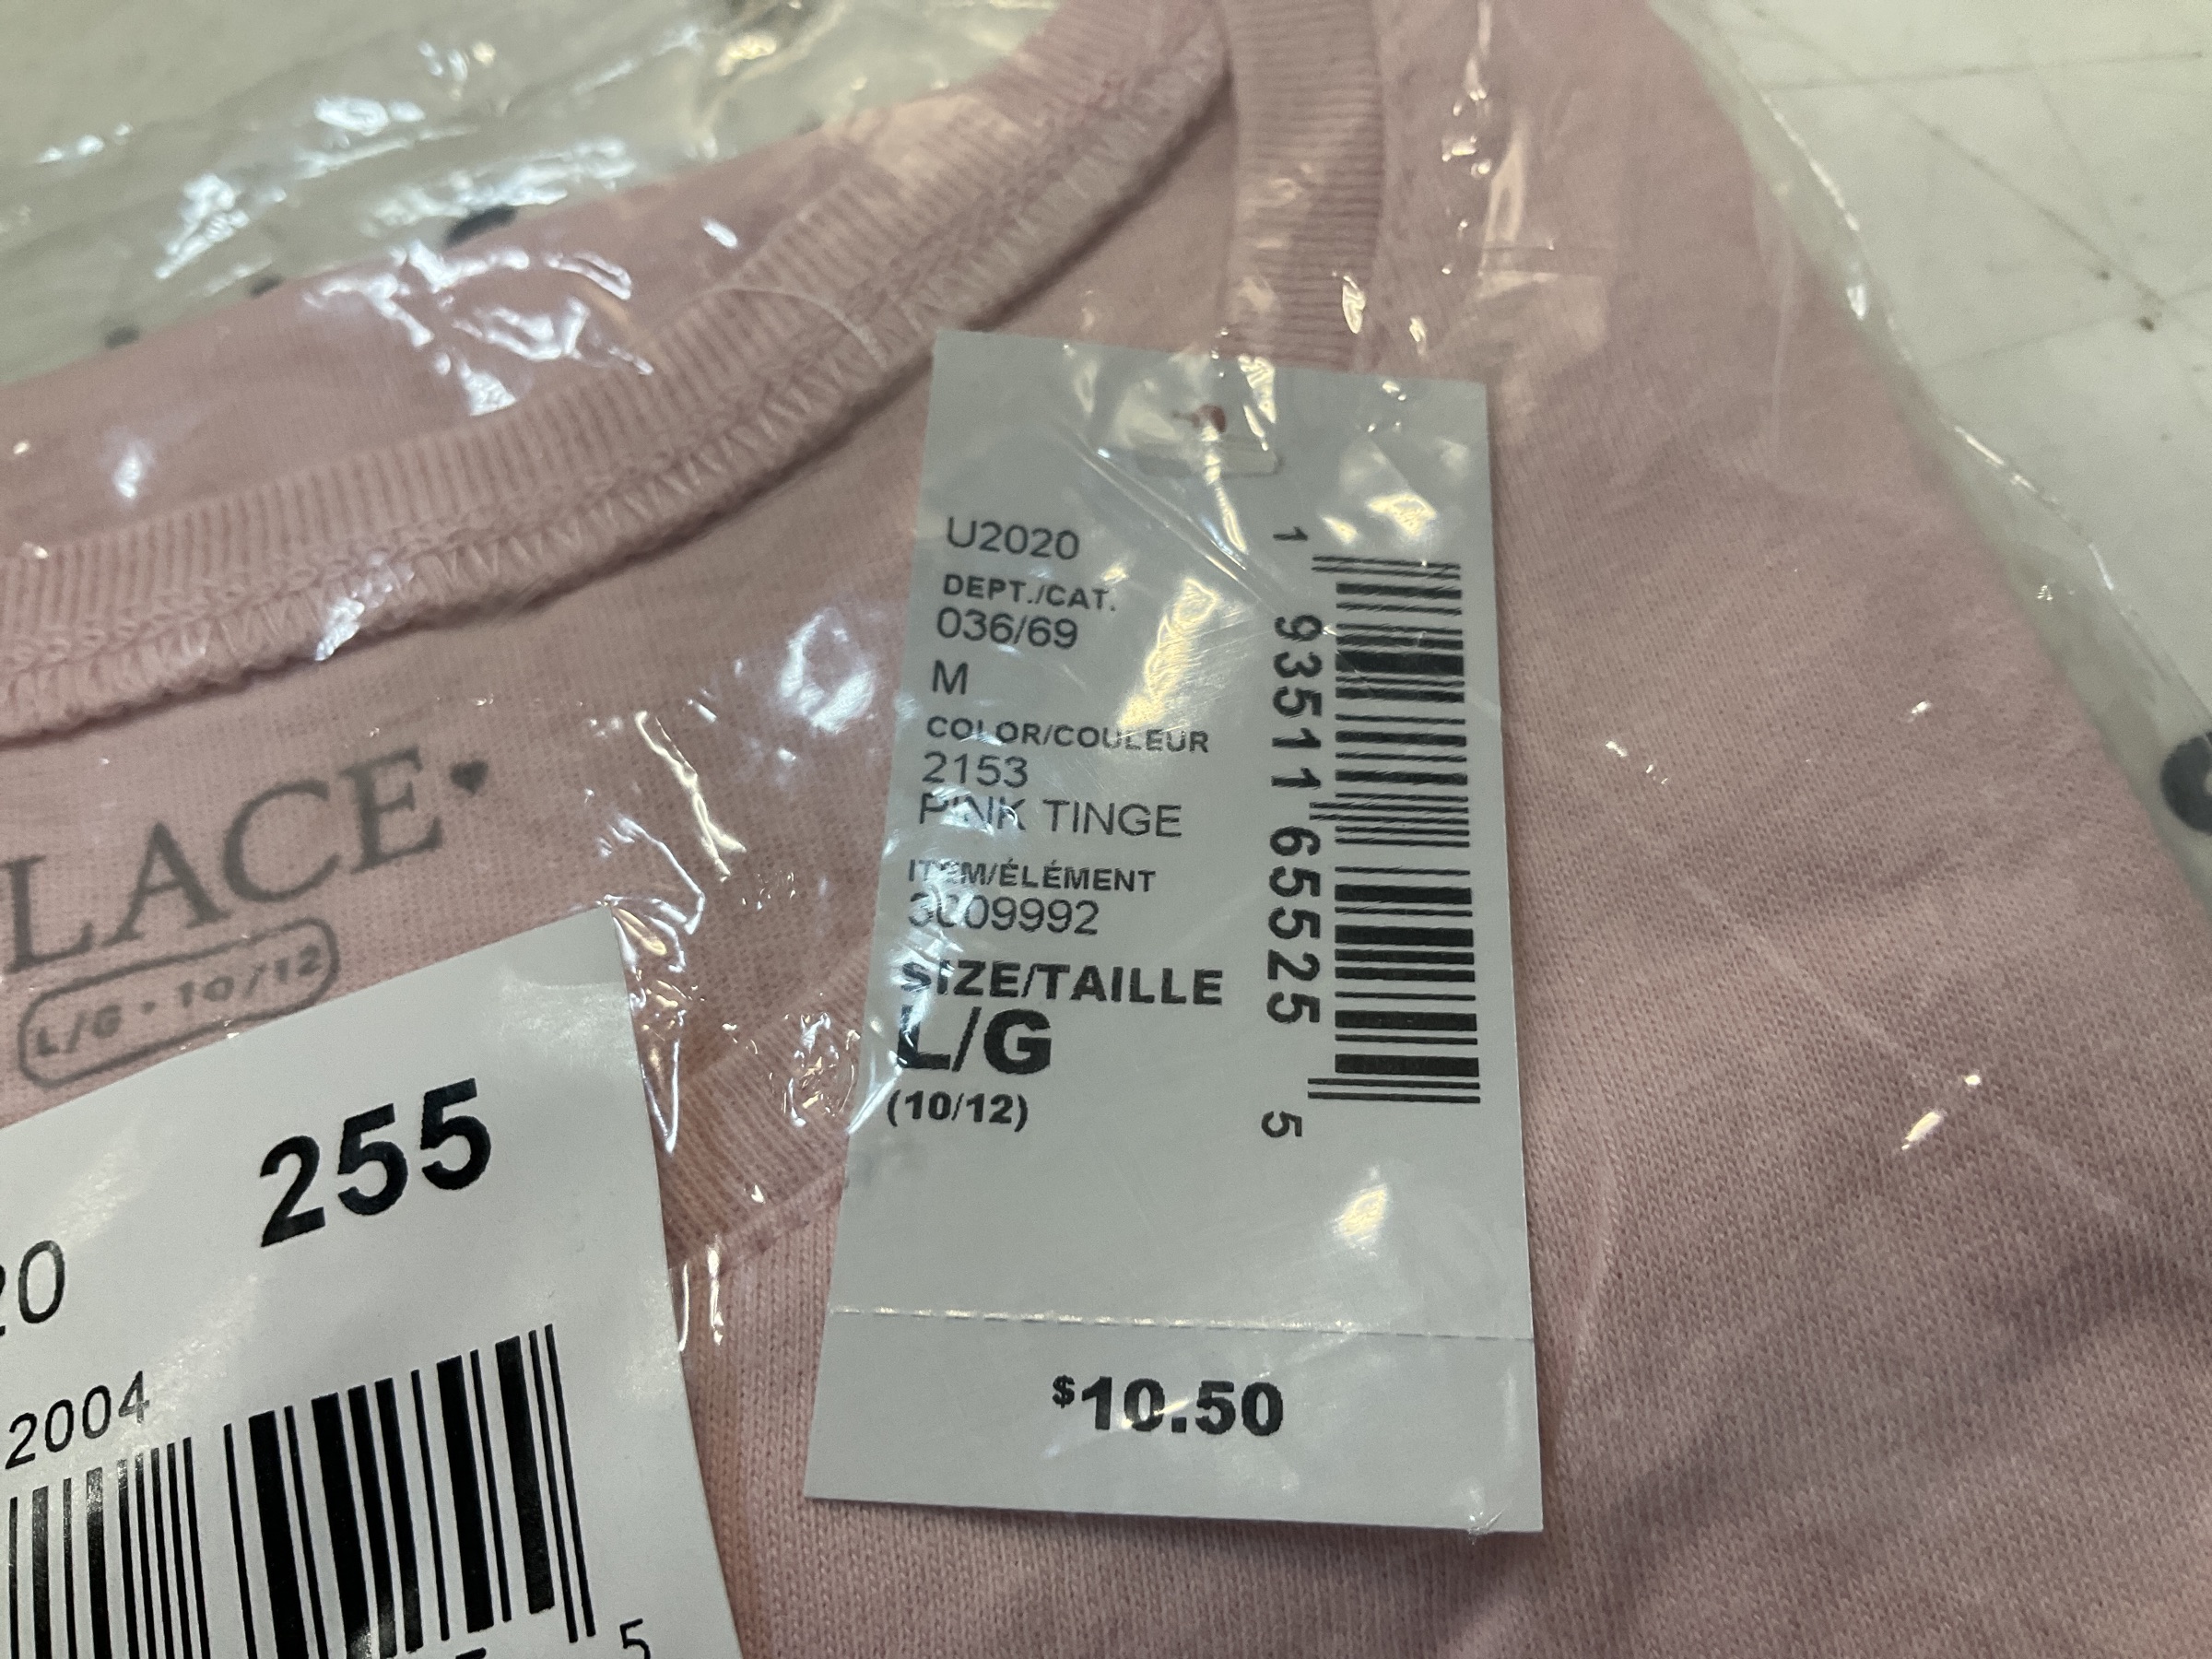 U2020
DEPT./CAT.
036/69
M
COLOR/COULEUR
2153
PINK TINGE
ITEM/ÉLÉMENT
3009992
SIZE/TAILLE
L/G
(10/12)
1 93511 65525 5
$10.50
LACE
L/G • 10/12
255
20
2004
5